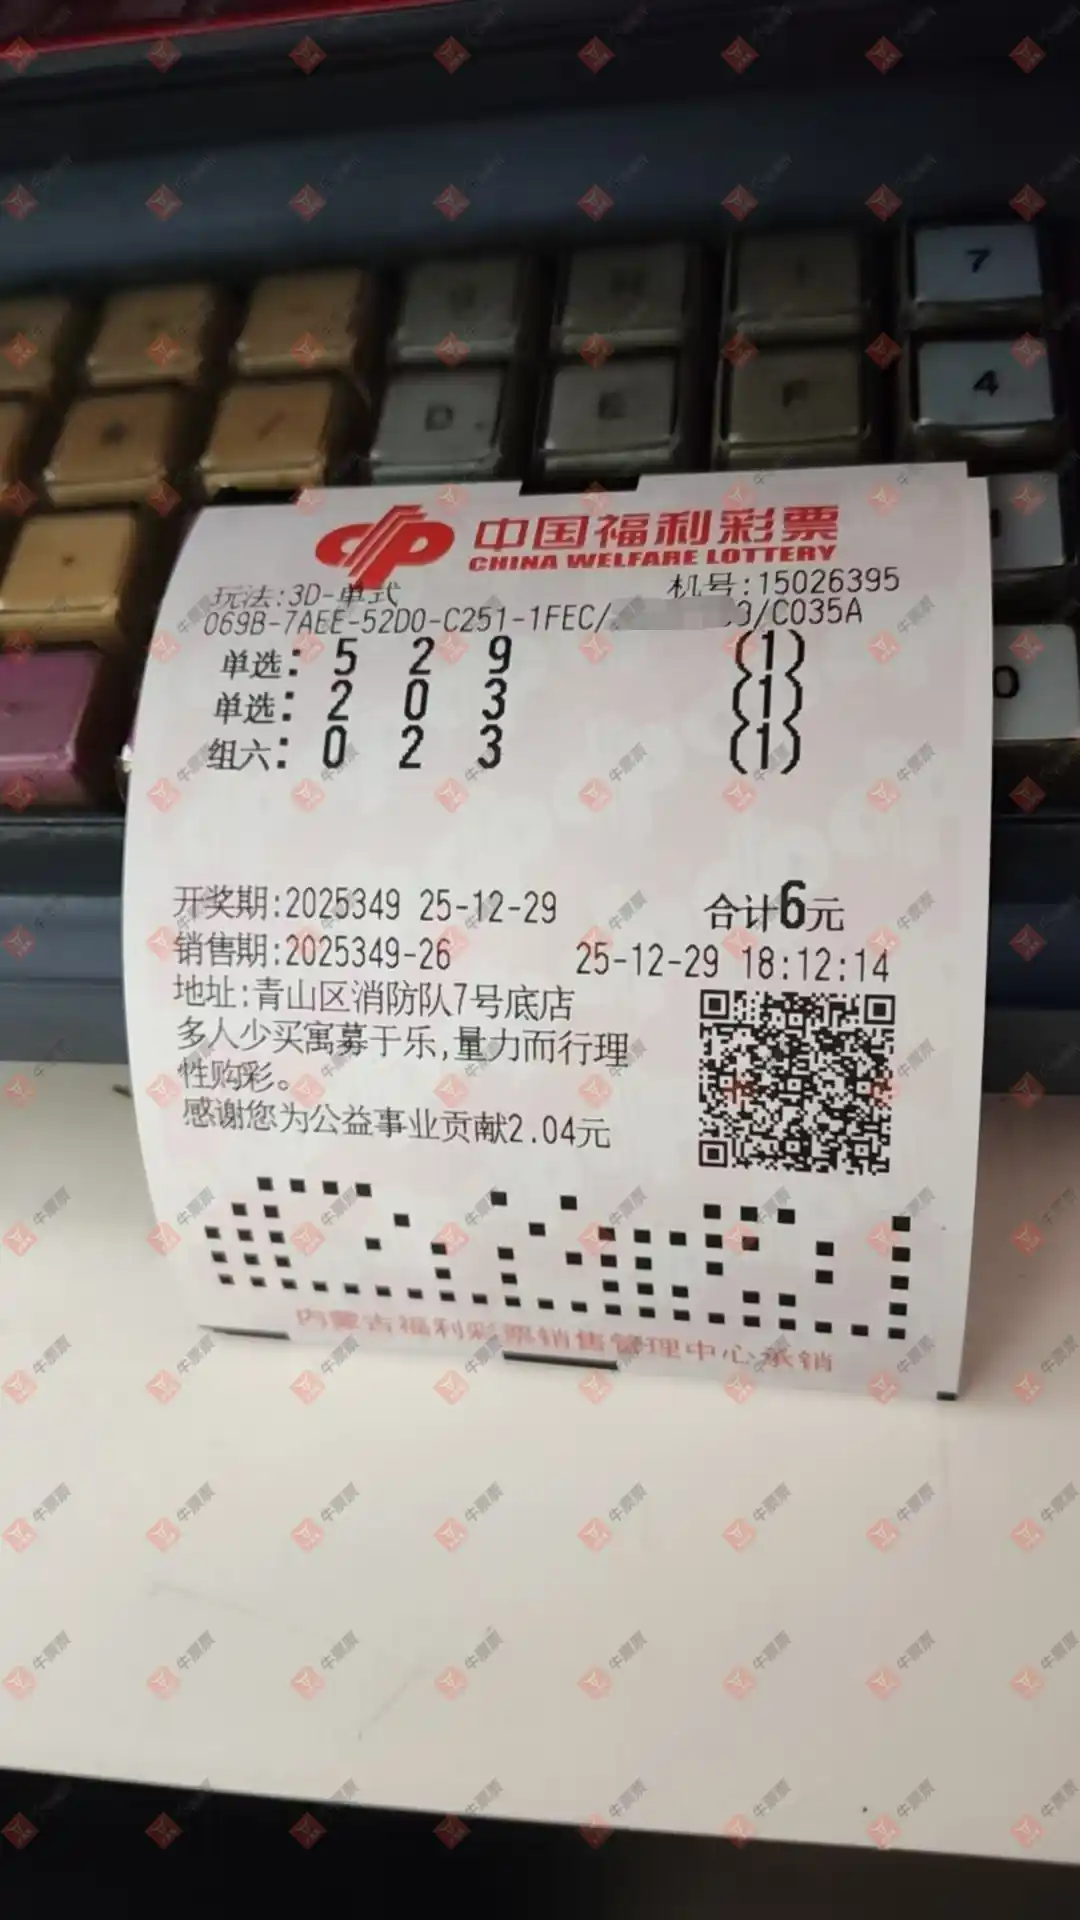 7
4
D
E
F
0
中国福利彩票
CHINA WELFARE LOTTERY
玩法:3D-单式 机号:15026395
069B-7AEE-52D0-C251-1FEC/ /C035A
单选: 5 2 9 (1)
单选: 2 0 3 (1)
组六: 0 2 3 (1)
开奖期:2025349 25-12-29 合计6元
销售期:2025349-26 25-12-29 18:12:14
地址:青山区消防队7号底店
多人少买寓募于乐,量力而行理
性购彩。
感谢您为公益事业贡献2.04元
内蒙古福利彩票销售管理中心承销
牛票票